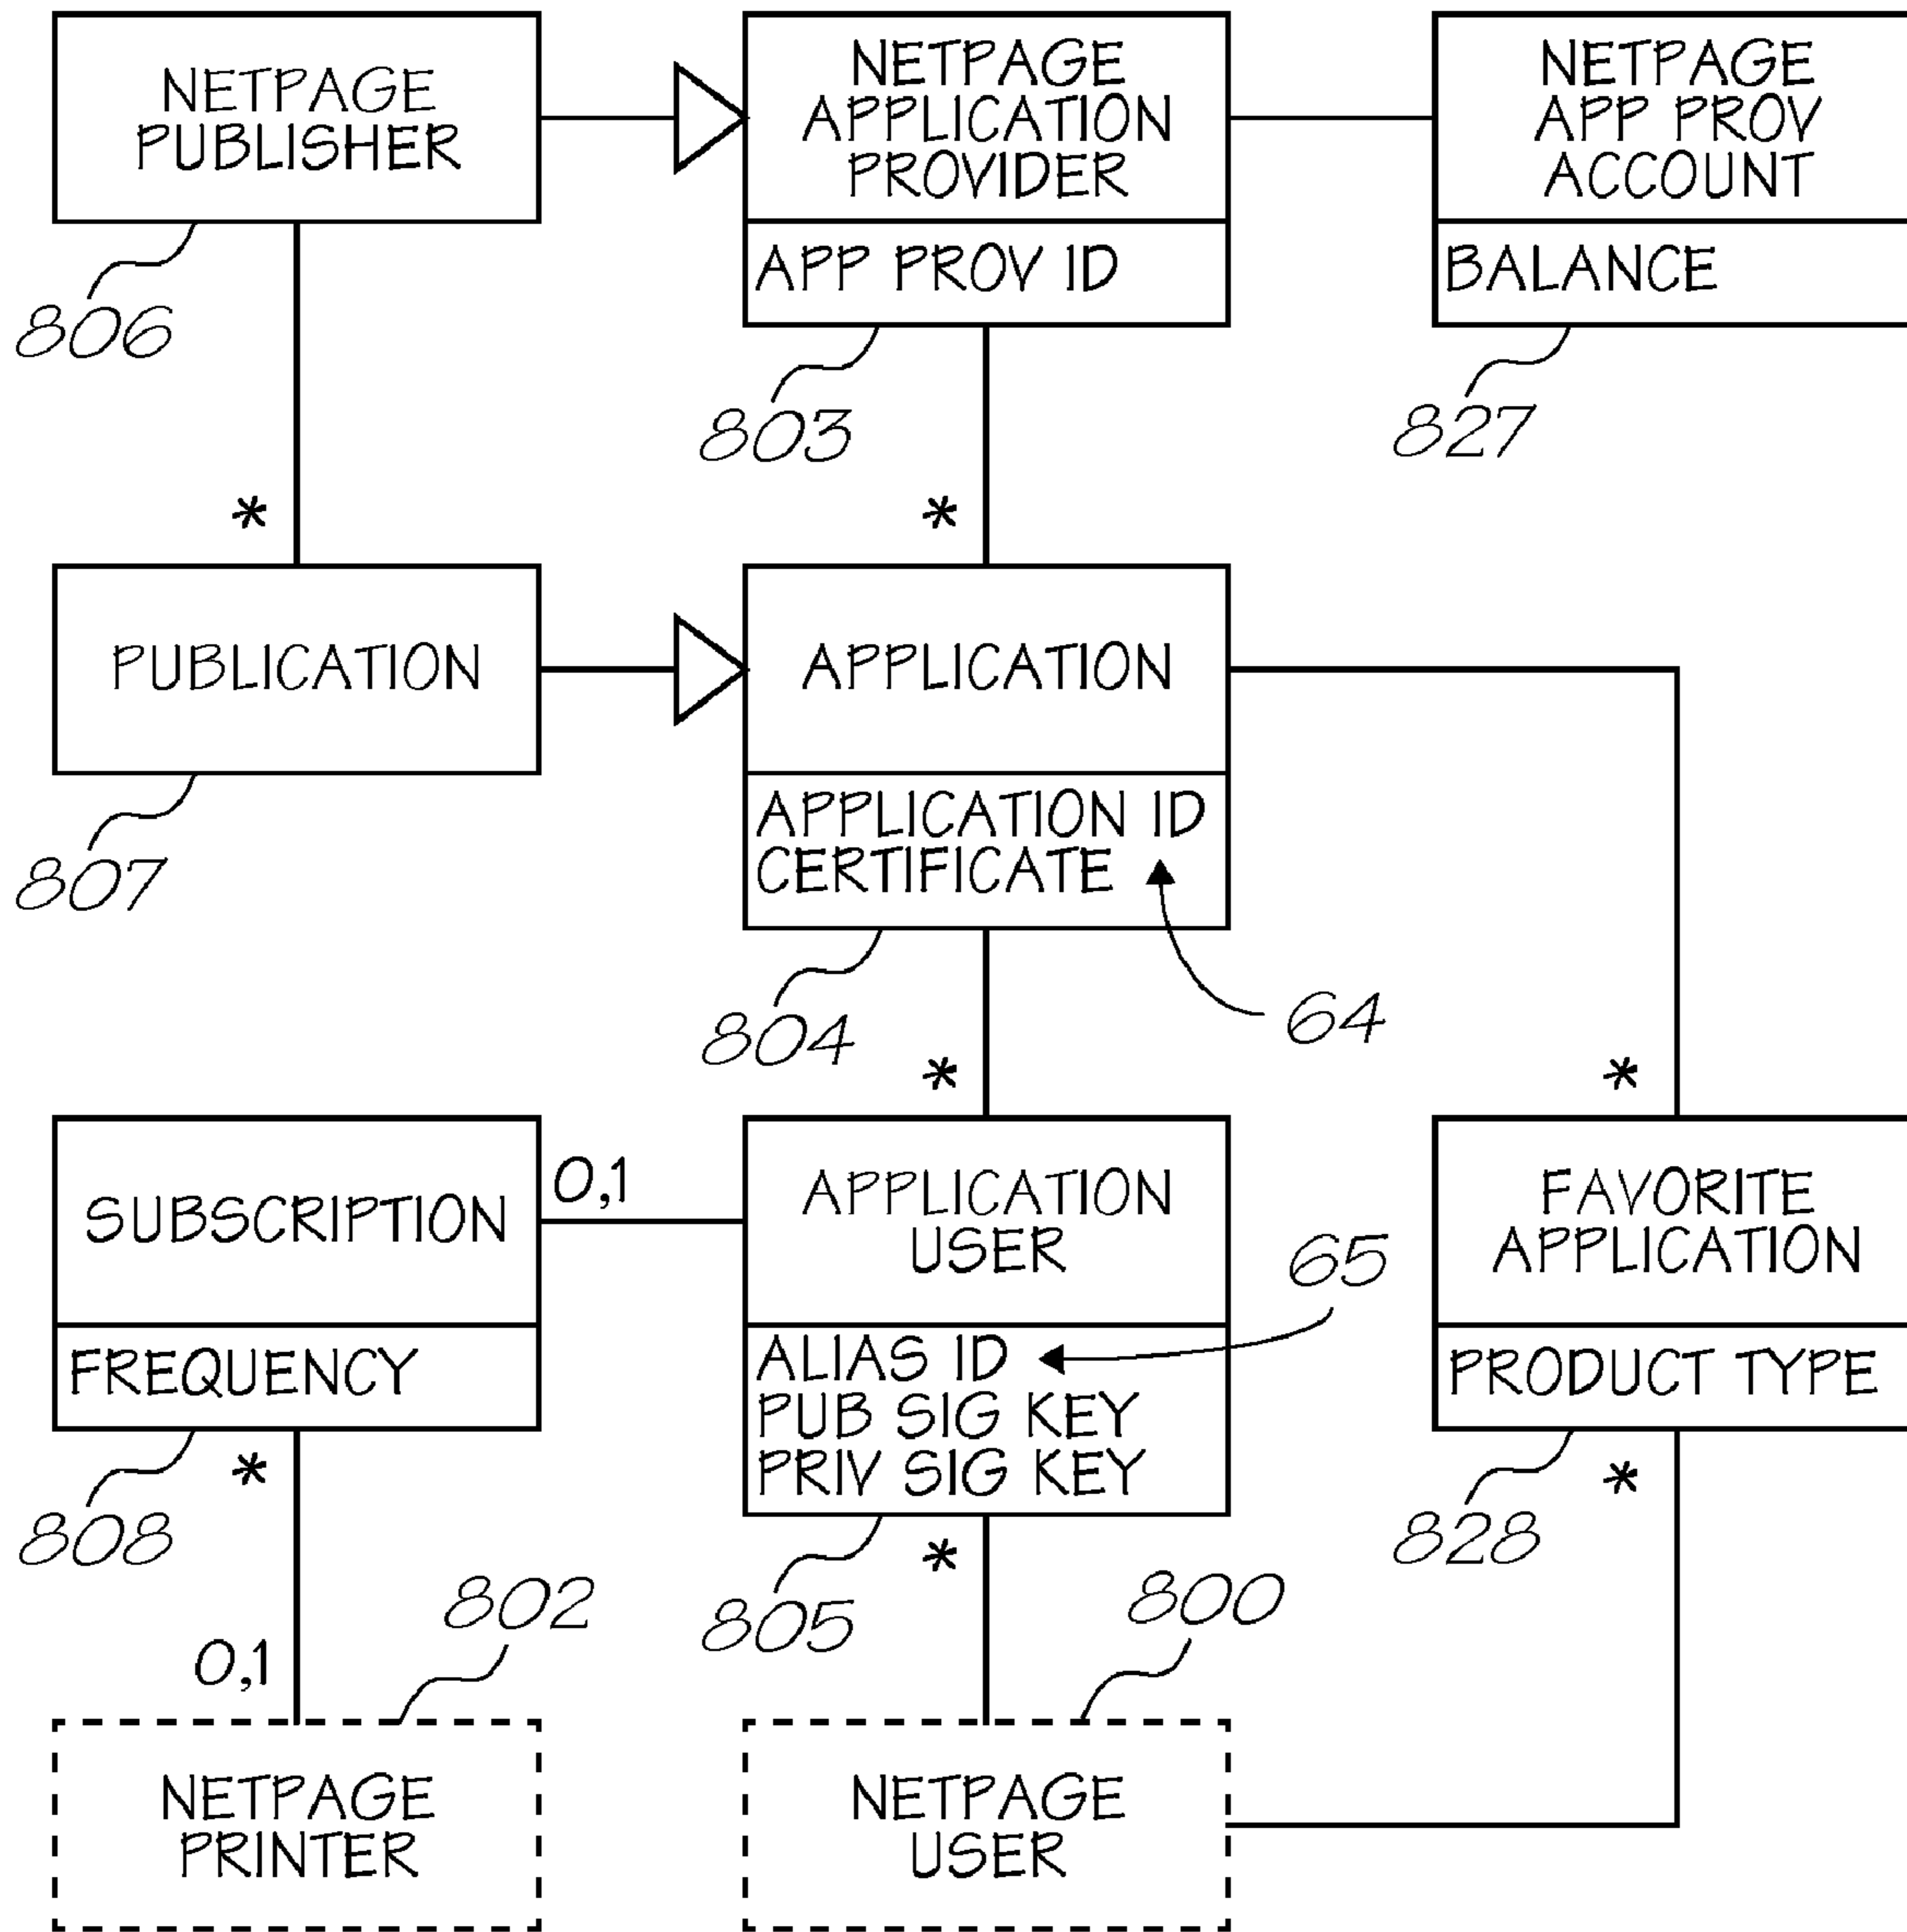 NETPAGE
PUBLISHER
NETPAGE
APPLICATION
PROVIDER
APP PROV ID
NETPAGE
APP PROV
ACCOUNT
BALANCE
806
803
827
*
*
PUBLICATION
APPLICATION
APPLICATION ID
CERTIFICATE
807
804
64
*
*
SUBSCRIPTION
FREQUENCY
0,1
APPLICATION
USER
ALIAS ID
PUB SIG KEY
PRIV SIG KEY
65
FAVORITE
APPLICATION
PRODUCT TYPE
808
*
805
*
828
*
802
800
0,1
NETPAGE
PRINTER
NETPAGE
USER